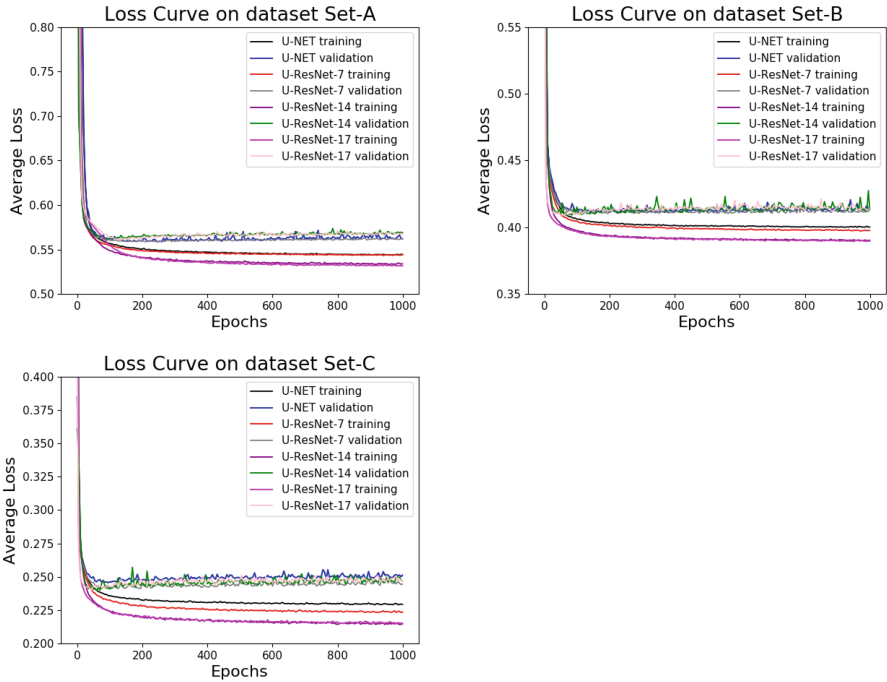 Loss Curve on dataset Set-A
0.80
0.75
0.70
0.65
0.60
0.55
0.50
Average Loss
U-NET training
U-NET validation
U-ResNet-7 training
U-ResNet-7 validation
U-ResNet-14 training
U-ResNet-14 validation
U-ResNet-17 training
U-ResNet-17 validation
0 200 400 600 800 1000
Epochs
Loss Curve on dataset Set-B
0.55
0.50
0.45
0.40
0.35
Average Loss
U-NET training
U-NET validation
U-ResNet-7 training
U-ResNet-7 validation
U-ResNet-14 training
U-ResNet-14 validation
U-ResNet-17 training
U-ResNet-17 validation
0 200 400 600 800 1000
Epochs
Loss Curve on dataset Set-C
0.400
0.375
0.350
0.325
0.300
0.275
0.250
0.225
0.200
Average Loss
U-NET training
U-NET validation
U-ResNet-7 training
U-ResNet-7 validation
U-ResNet-14 training
U-ResNet-14 validation
U-ResNet-17 training
U-ResNet-17 validation
0 200 400 600 800 1000
Epochs